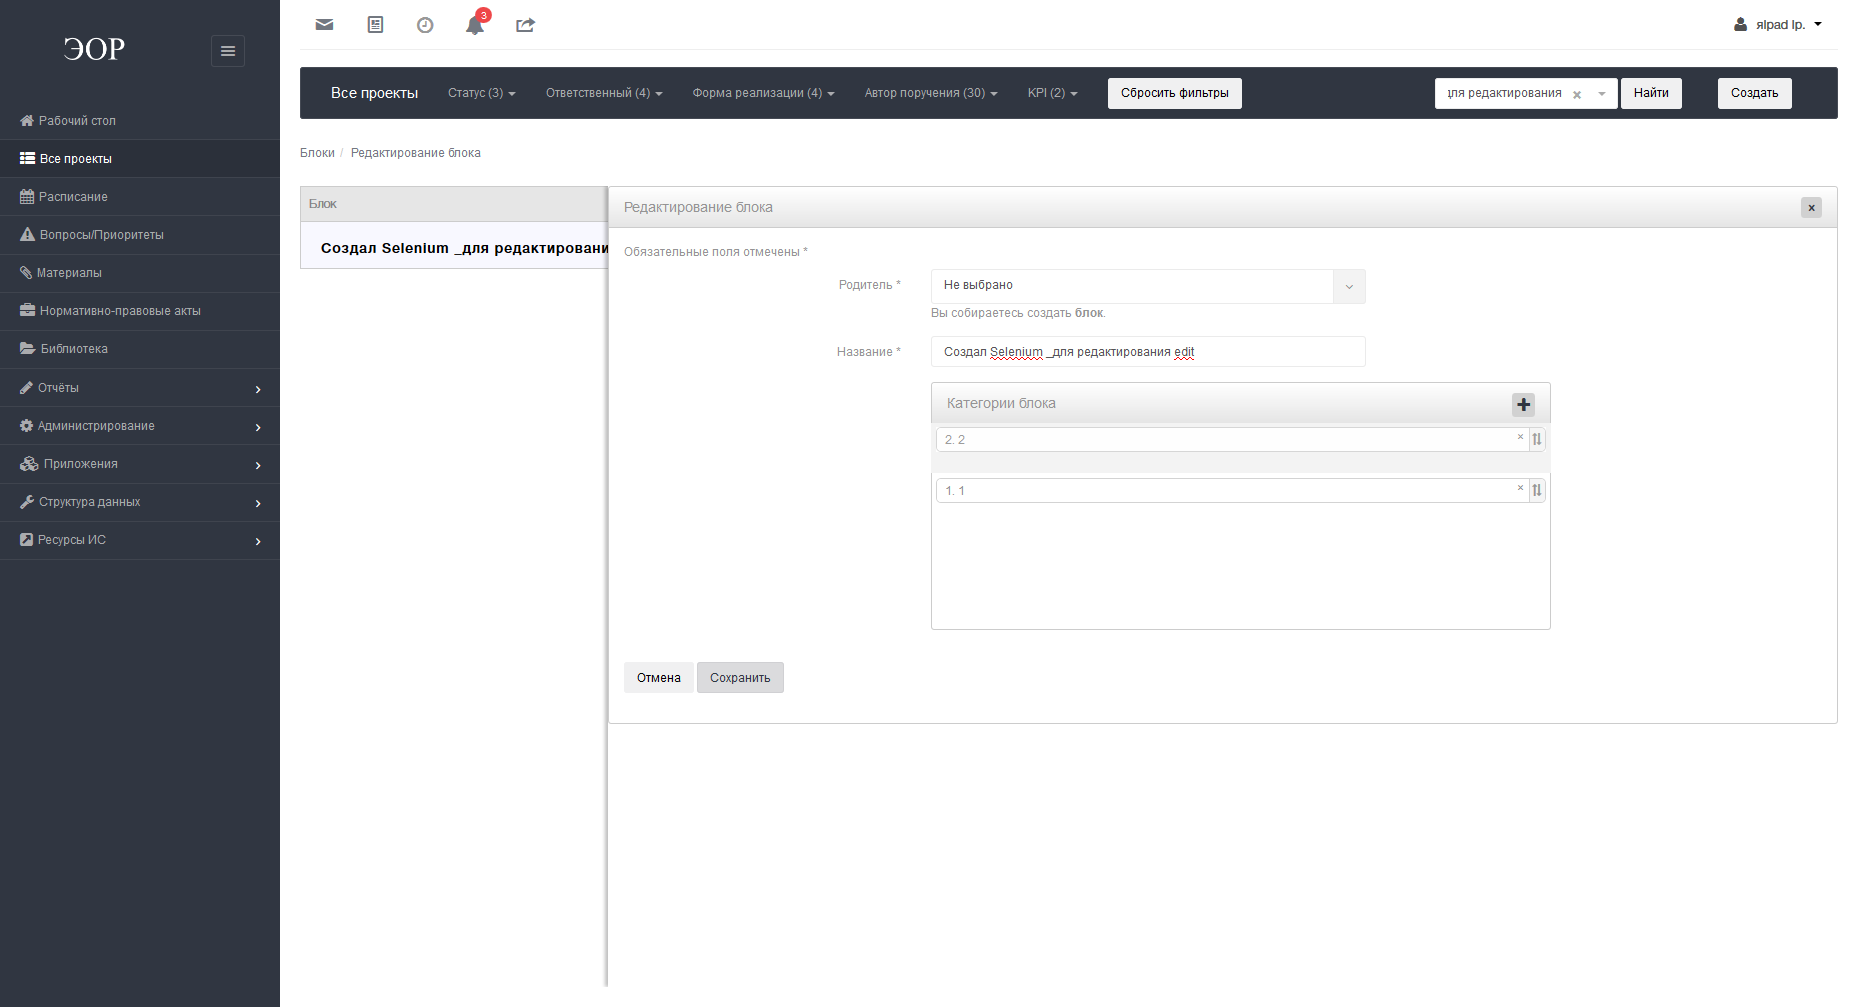 ЭОР
Рабочий стол
Все проекты
Расписание
Вопросы/Приоритеты
Материалы
Нормативно-правовые акты
Библиотека
Отчёты
Администрирование
Приложения
Структура данных
Ресурсы ИС
3
яIpad Ip.
Все проекты Статус (3) Ответственный (4) Форма реализации (4) Автор поручения (30) KPI (2) Сбросить фильтры для редактирования × Найти Создать
Блоки / Редактирование блока
Блок
Создал Selenium _для редактировани
Редактирование блока ×
Обязательные поля отмечены *
Родитель * Не выбрано
Вы собираетесь создать блок.
Название * Создал Selenium _для редактирования edit
Категории блока
2. 2 ×
1. 1 ×
Отмена Сохранить